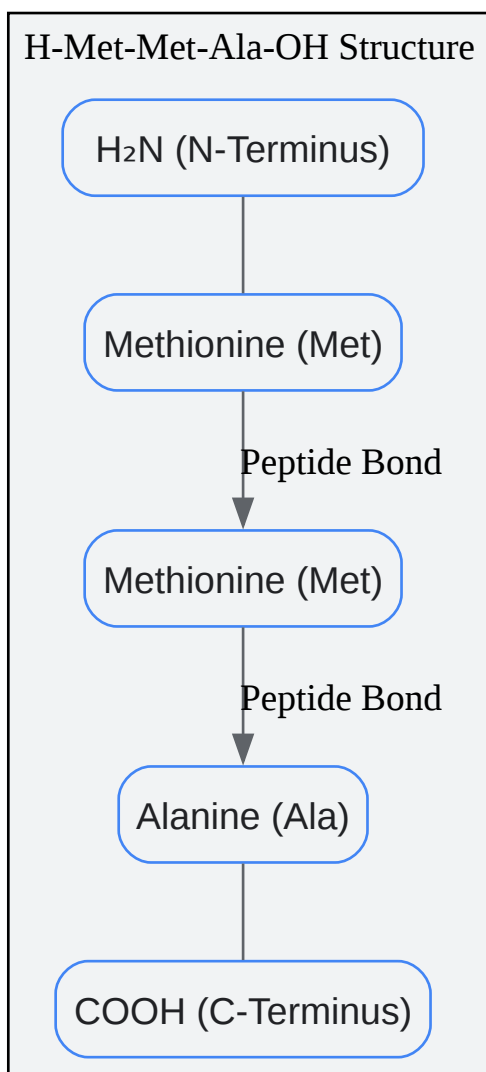 H-Met-Met-Ala-OH Structure
H₂N (N-Terminus)
Methionine (Met)
Peptide Bond
Methionine (Met)
Peptide Bond
Alanine (Ala)
COOH (C-Terminus)